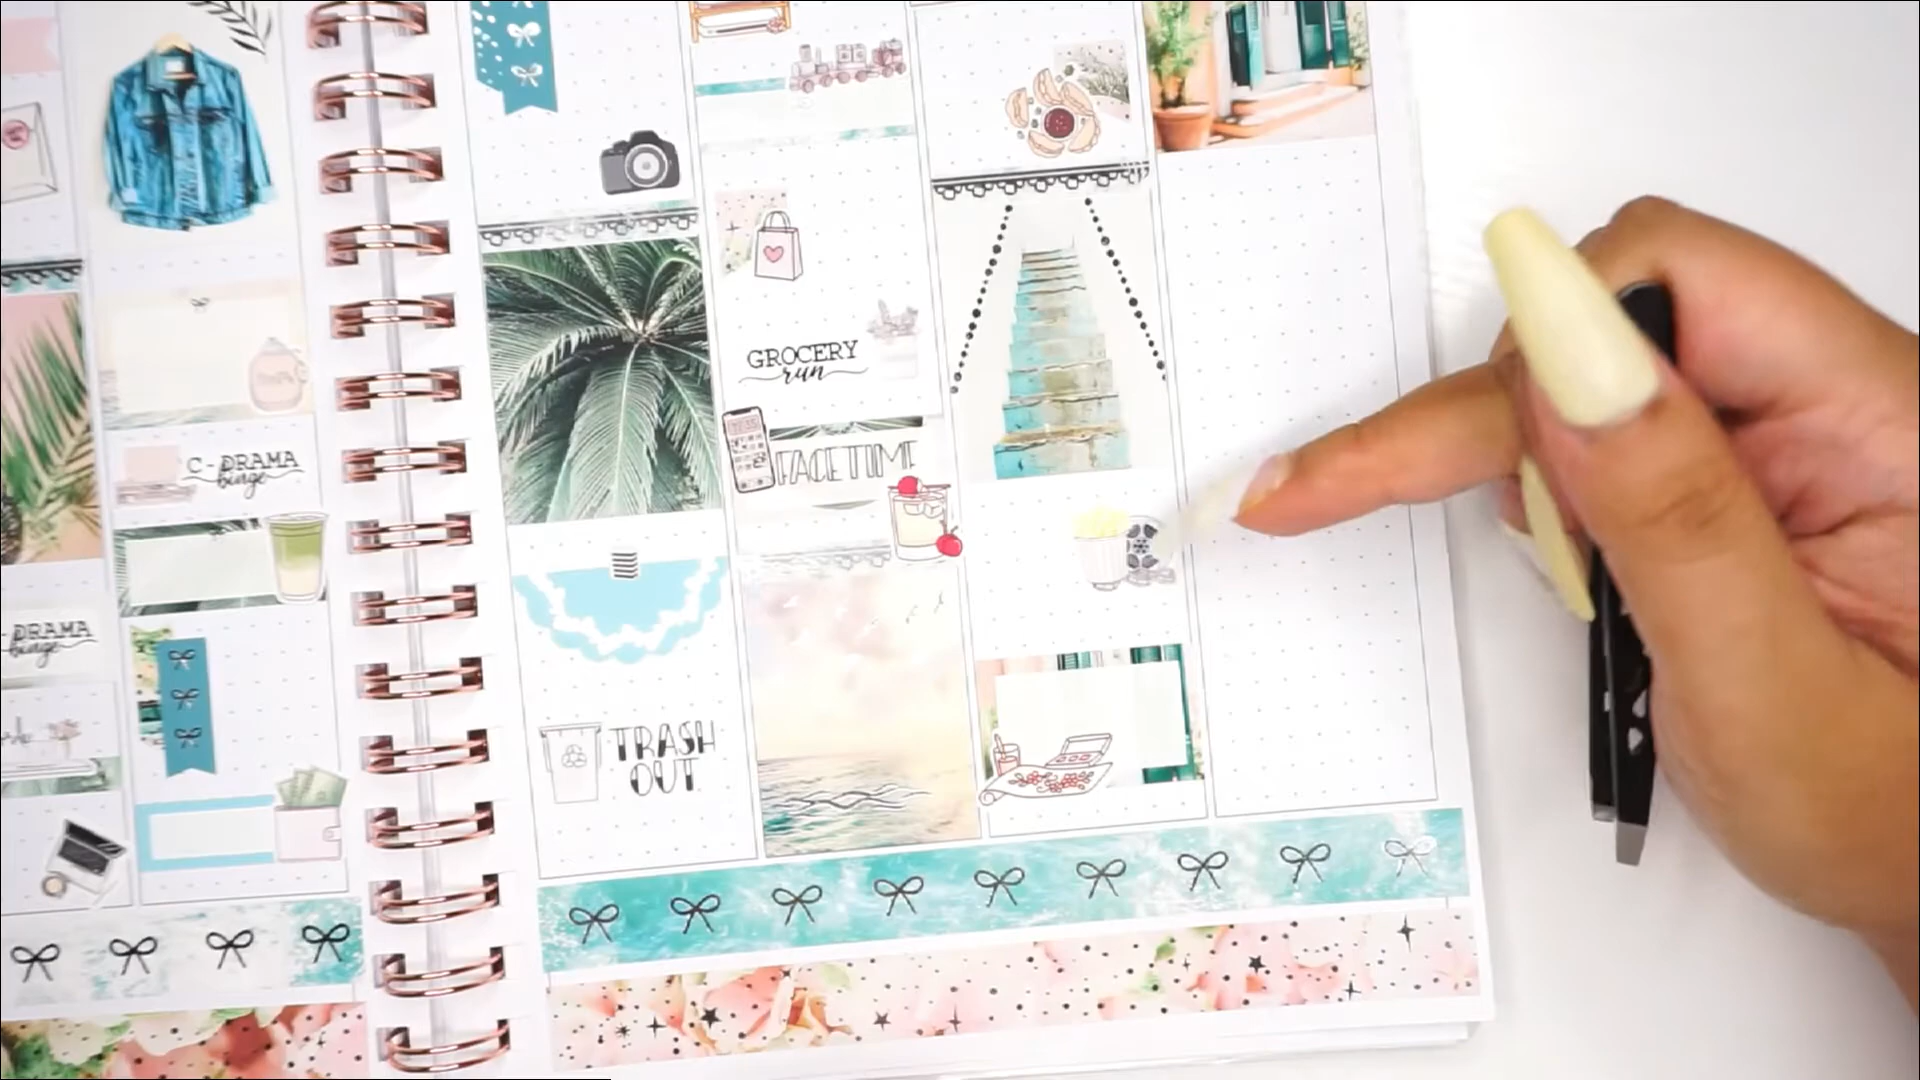 C-DRAMA
binge
DRAMA
binge
GROCERY
run
FACETIME
TRASH
OUT